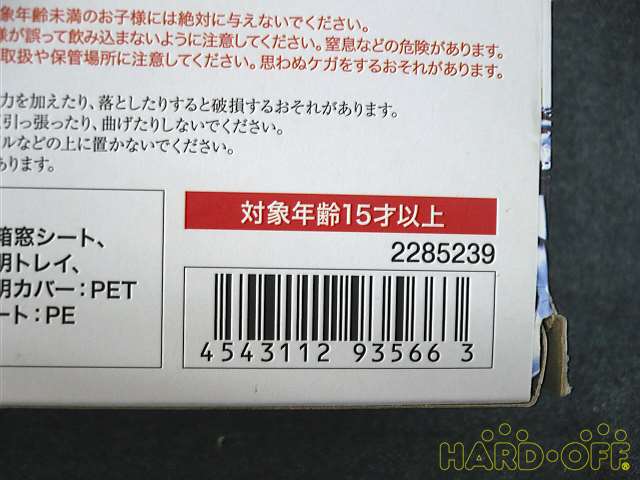 象年齢未満のお子様には絶対に与えないでください。
様が誤って飲み込まないように注意してください。窒息などの危険があります。
取扱や保管場所に注意してください。思わぬケガをするおそれがあります。
力を加えたり、落としたりすると破損するおそれがあります。
引っ張ったり、曲げたりしないでください。
ルなどの上に置かないでください。
あります。
箱窓シート、
明トレイ、
明カバー：PET
ート：PE
対象年齢15才以上
2285239
4543112 935663
HARD・OFF®